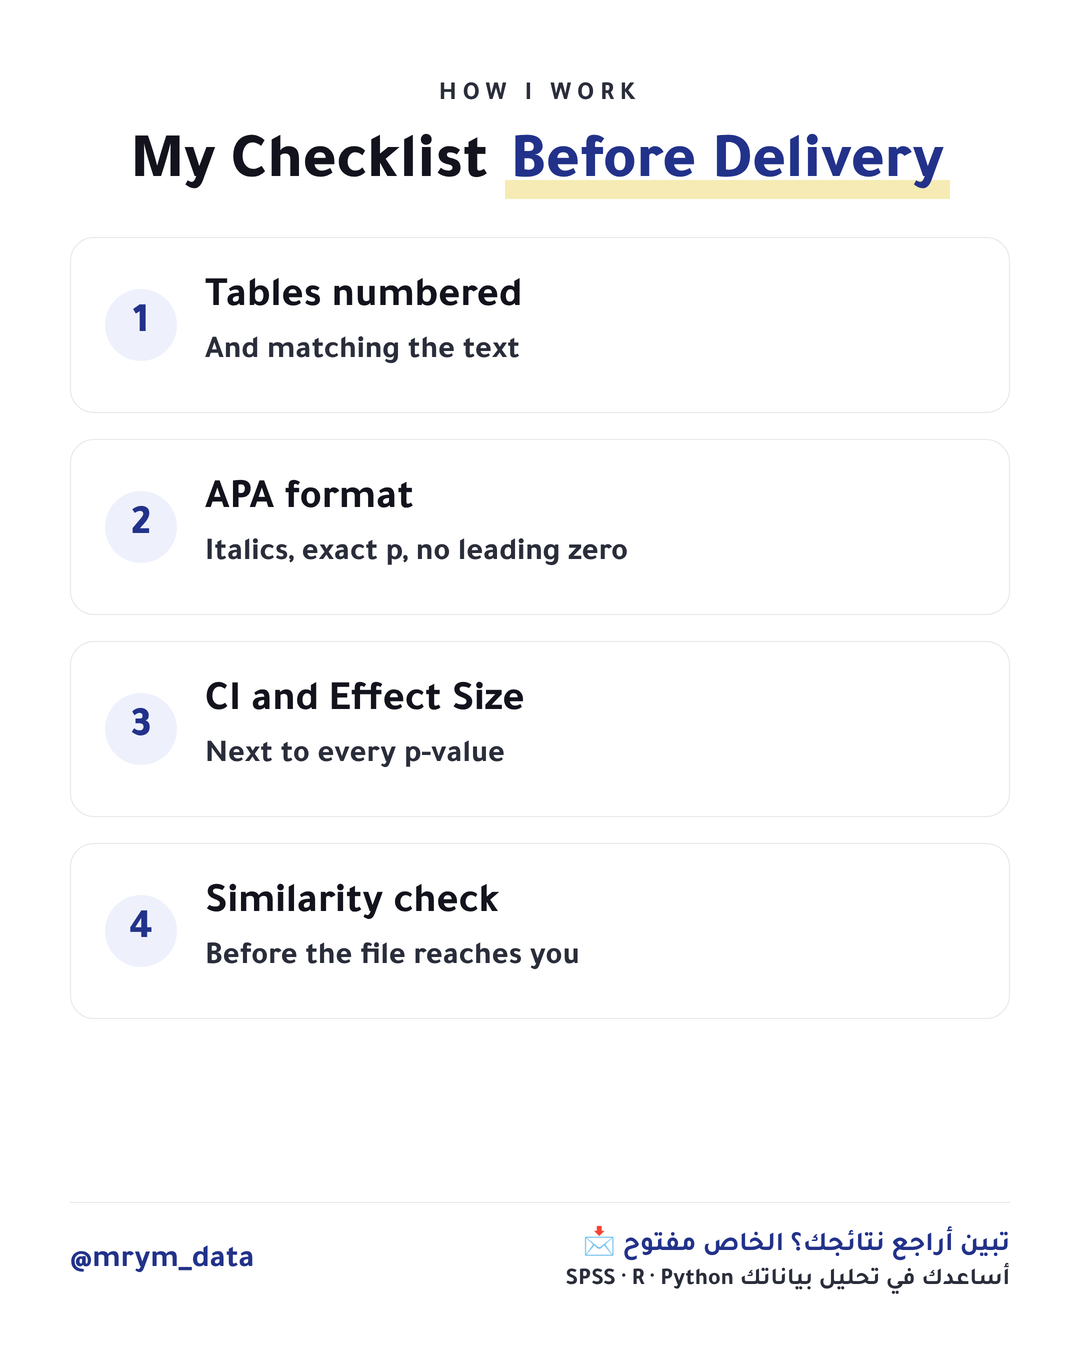 HOW I WORK
My Checklist Before Delivery
1
Tables numbered
And matching the text
2
APA format
Italics, exact p, no leading zero
3
CI and Effect Size
Next to every p-value
4
Similarity check
Before the file reaches you
@mrym_data
تبين أراجع نتائجك؟ الخاص مفتوح 📩
أساعدك في تحليل بياناتك SPSS · R · Python